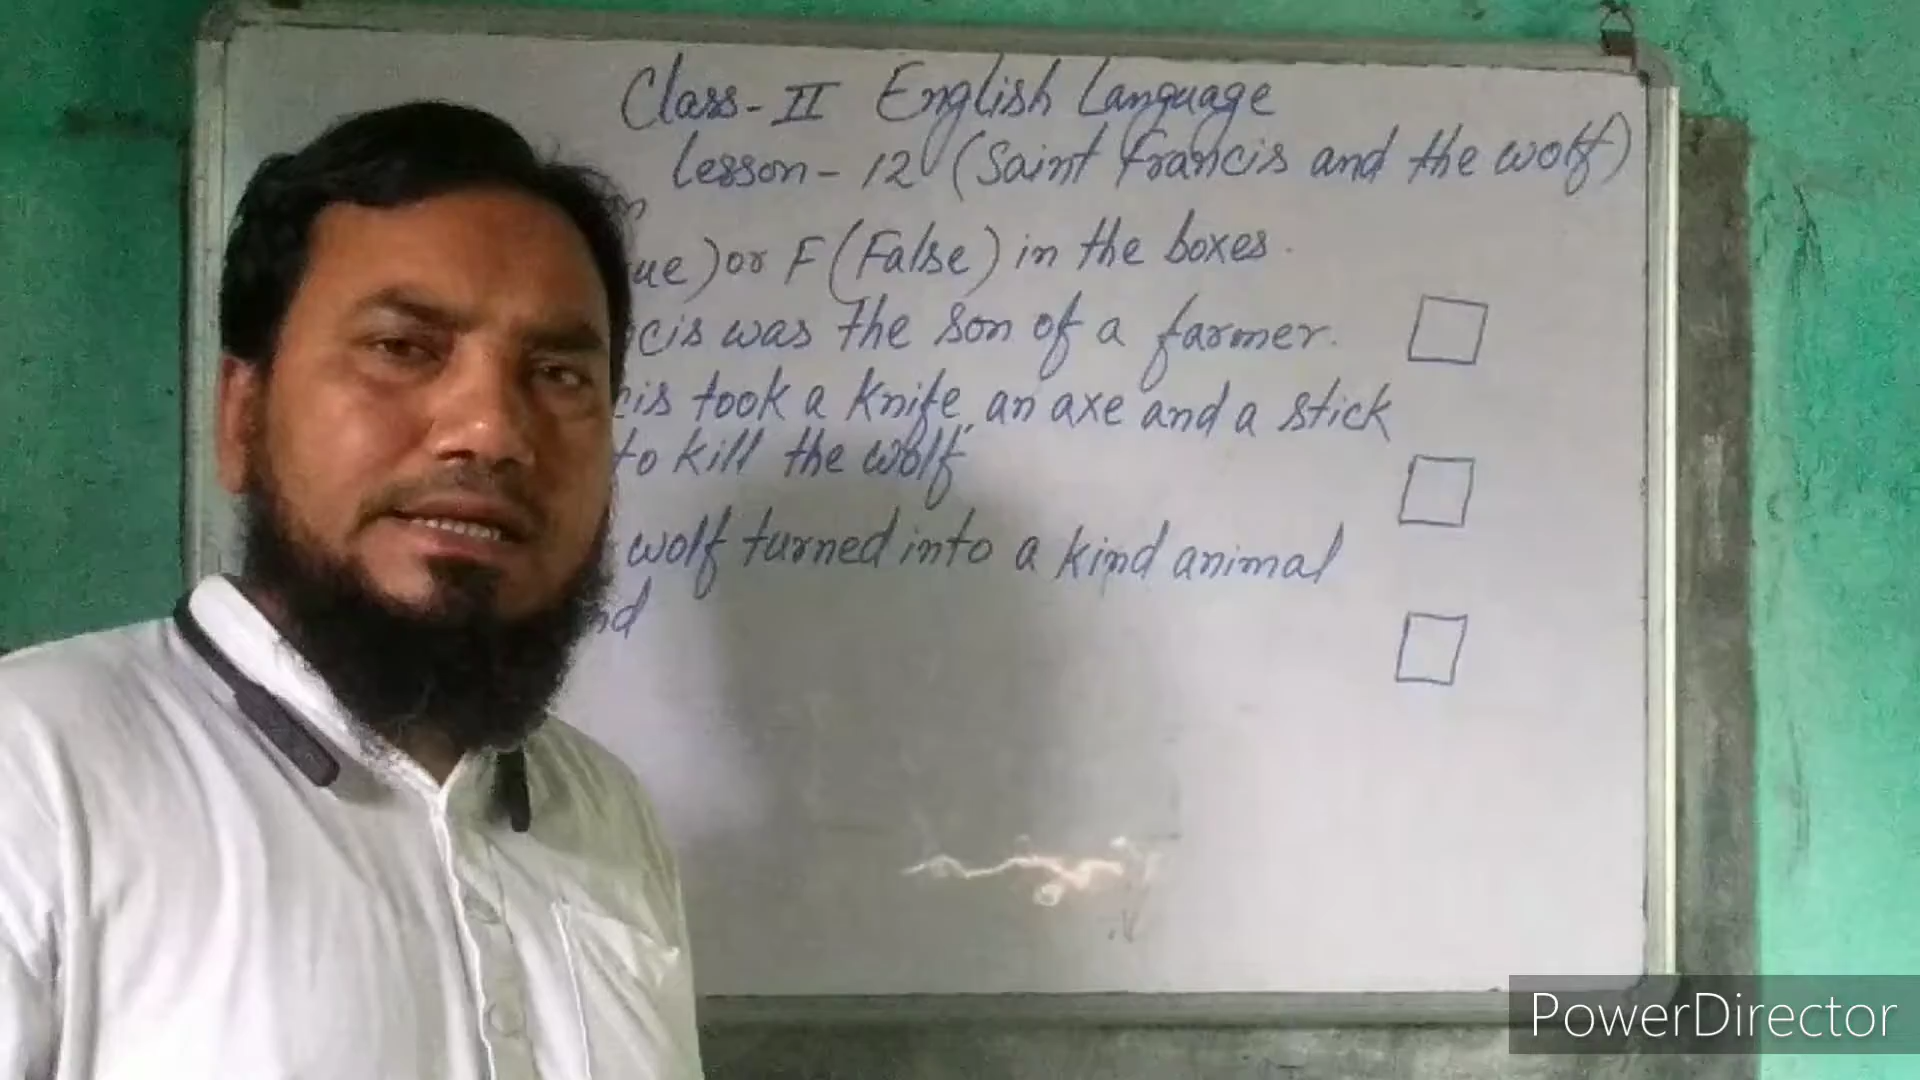 Class-II English Language
Lesson-12 (Saint Francis and the wolf)
ue) or F (False) in the boxes.
cis was the son of a farmer.
cis took a knife, an axe and a stick
to kill the wolf.
wolf turned into a kind animal
nd
PowerDirector